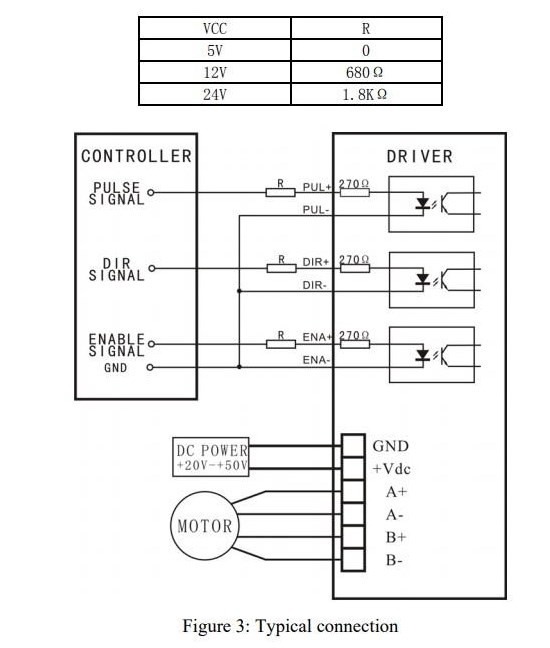 VCC R
5V 0
12V 680Ω
24V 1.8KΩ
CONTROLLER
DRIVER
PULSE
SIGNAL
R PUL+ 270Ω
PUL-
DIR
SIGNAL
R DIR+ 270Ω
DIR-
ENABLE
SIGNAL
R ENA+ 270Ω
GND
ENA-
DC POWER
+20V-+50V
GND
+Vdc
MOTOR
A+
A-
B+
B-
Figure 3: Typical connection